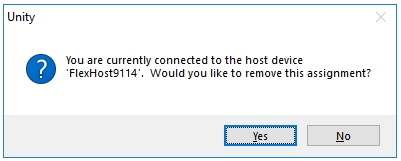 Unity
You are currently connected to the host device
'FlexHost9114'.  Would you like to remove this assignment?
Yes
No